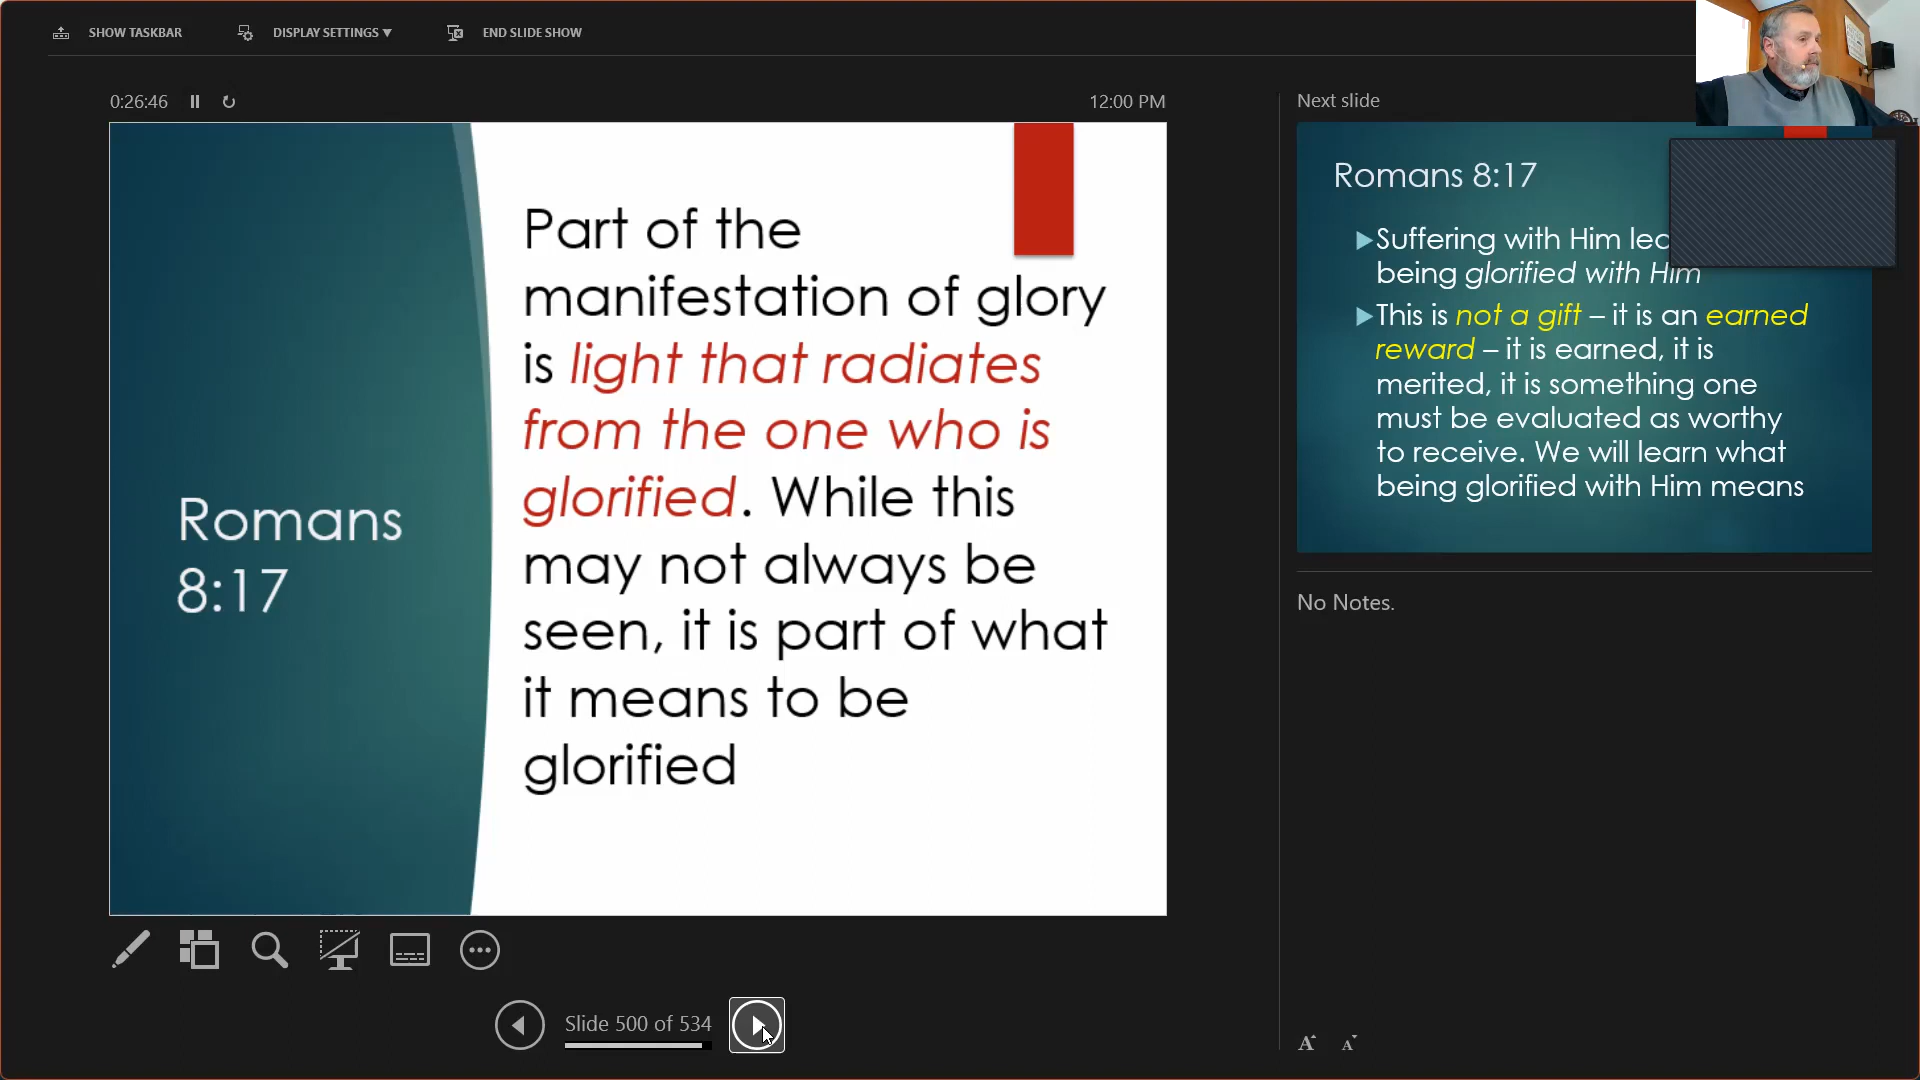 SHOW TASKBAR
DISPLAY SETTINGS ▼
END SLIDE SHOW
0:26:46
12:00 PM
Romans
8:17
Part of the
manifestation of glory
is light that radiates
from the one who is
glorified. While this
may not always be
seen, it is part of what
it means to be
glorified
Slide 500 of 534
Next slide
Romans 8:17
Suffering with Him
being glorified with Him
This is not a gift – it is an earned
reward – it is earned, it is
merited, it is something one
must be evaluated as worthy
to receive. We will learn what
being glorified with Him means
No Notes.
A A